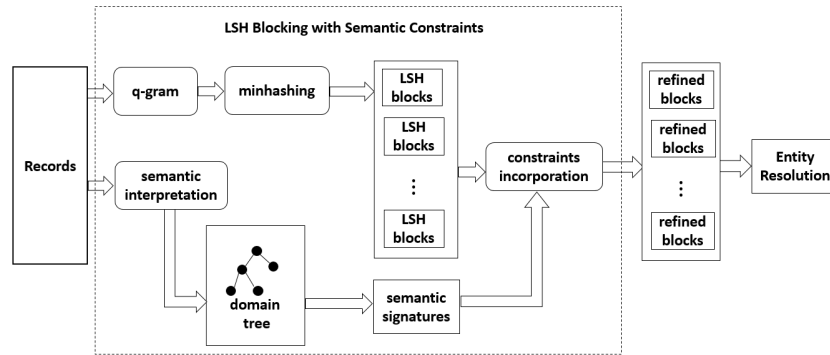 LSH Blocking with Semantic Constraints
Records
q-gram
minhashing
LSH
blocks
LSH
blocks
LSH
blocks
semantic
interpretation
domain
tree
semantic
signatures
constraints
incorporation
refined
blocks
refined
blocks
refined
blocks
Entity
Resolution